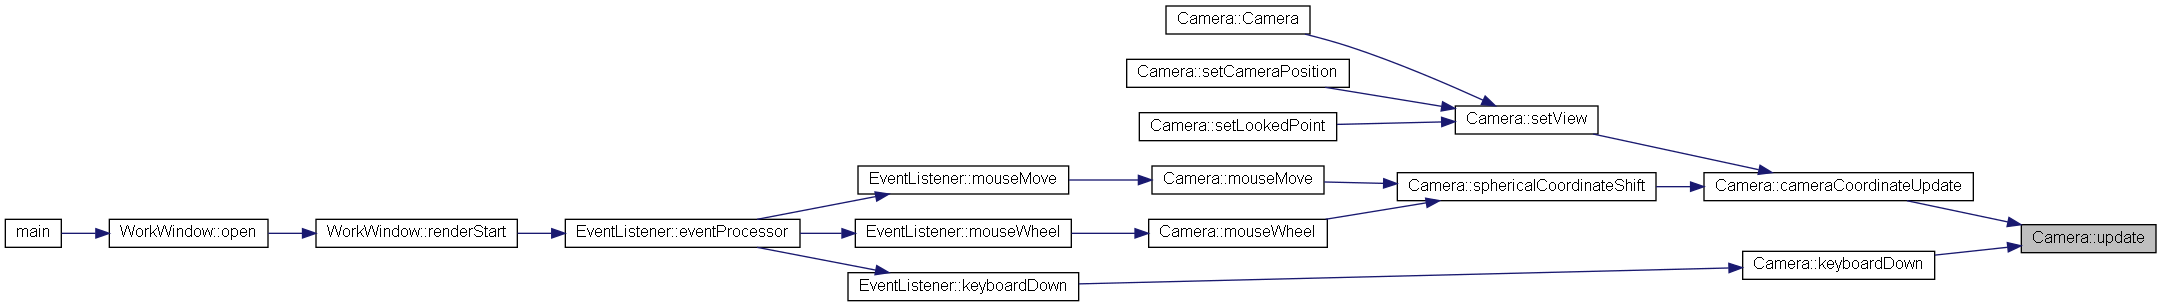 Camera::Camera
Camera::setCameraPosition
Camera::setView
Camera::setLookedPoint
EventListener::mouseMove
Camera::mouseMove
Camera::sphericalCoordinateShift
Camera::cameraCoordinateUpdate
main
WorkWindow::open
WorkWindow::renderStart
EventListener::eventProcessor
EventListener::mouseWheel
Camera::mouseWheel
Camera::update
Camera::keyboardDown
EventListener::keyboardDown